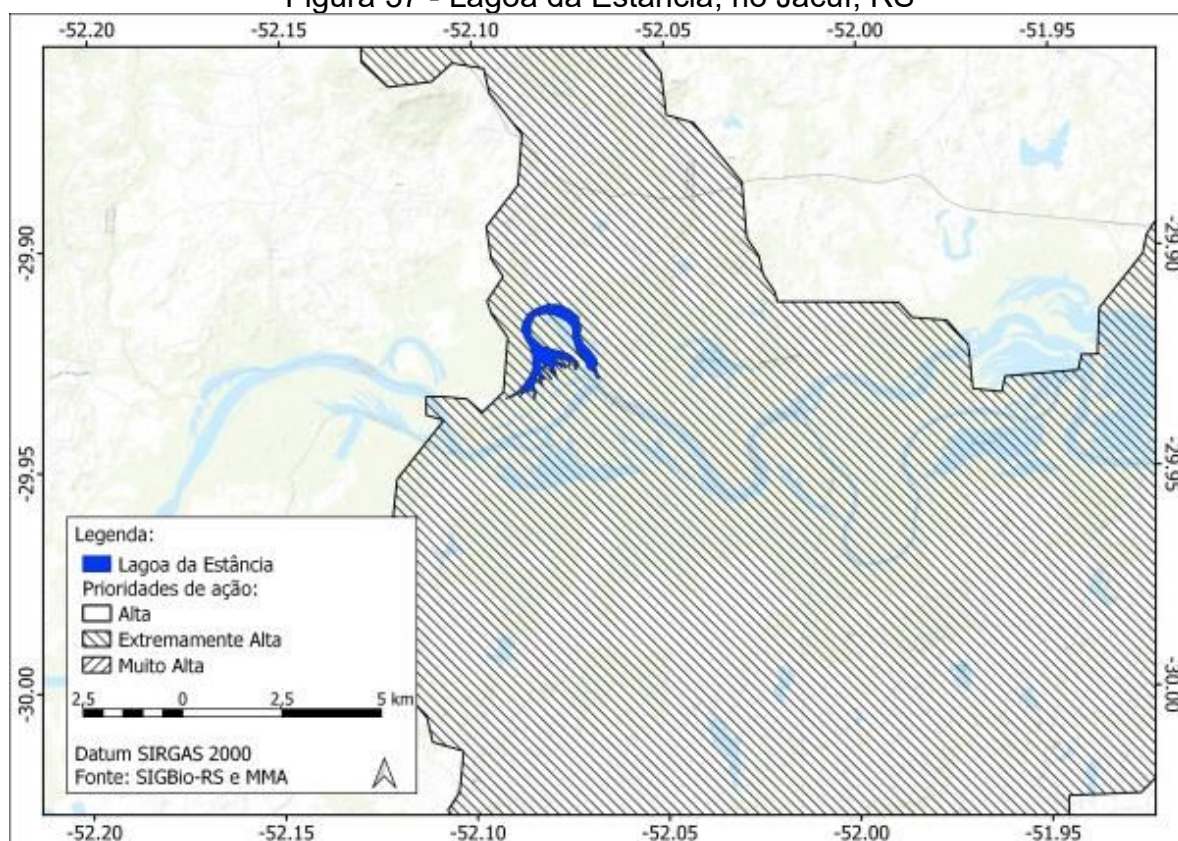 Figura 57 - Lagoa da Estância, rio Jacuí, RS
-52.20 -52.15 -52.10 -52.05 -52.00 -51.95
-29.90
-29.90
-29.95
-29.95
Legenda:
Lagoa da Estância
Prioridades de ação:
Alta
Extremamente Alta
Muito Alta
-30.00
-30.00
2,5 0 2,5 5 km
Datum SIRGAS 2000
Fonte: SIGBio-RS e MMA
-52.20 -52.15 -52.10 -52.05 -52.00 -51.95